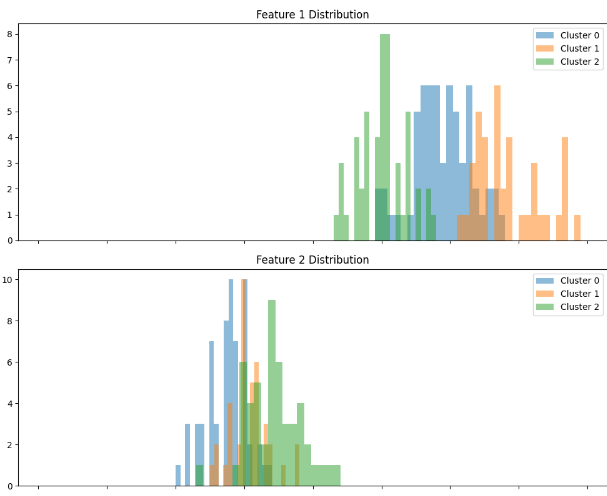 Feature 1 Distribution
8
7
6
5
4
3
2
1
0
Cluster 0
Cluster 1
Cluster 2
Feature 2 Distribution
10
8
6
4
2
0
Cluster 0
Cluster 1
Cluster 2